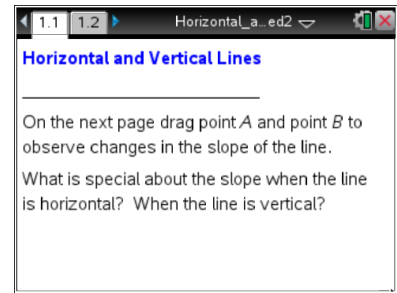 1.1 1.2 Horizontal_a...ed2
Horizontal and Vertical Lines
On the next page drag point A and point B to
observe changes in the slope of the line.
What is special about the slope when the line
is horizontal? When the line is vertical?